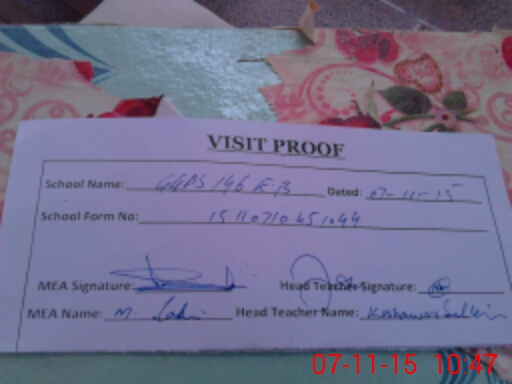 VISIT PROOF
School Name: GGPS 146 E-B Dated: 07-11-15
School Form No:
MEA Signature: Head Teacher Signature:
MEA Name: M. Head Teacher Name:
07-11-15 10:47